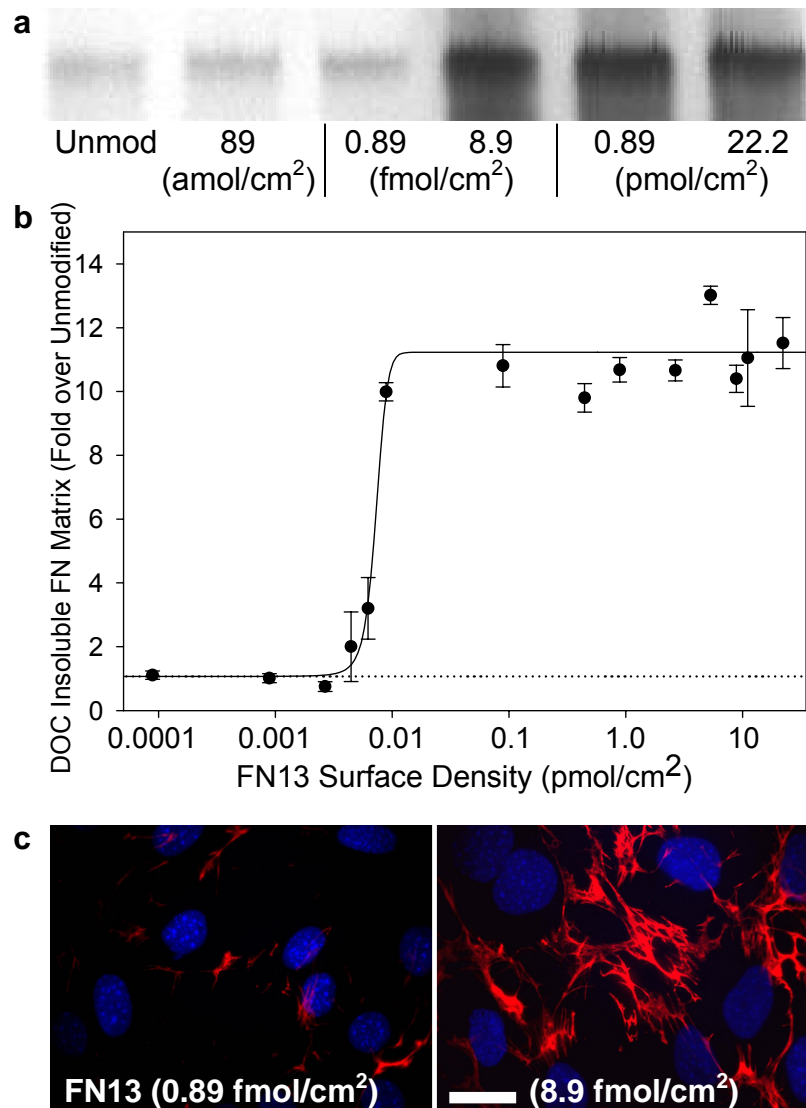 a
Unmod 89 0.89 8.9 0.89 22.2
(amol/cm²) (fmol/cm²) (pmol/cm²)
b
DOC Insoluble FN Matrix (Fold over Unmodified)
14
12
10
8
6
4
2
0
0.0001 0.001 0.01 0.1 1.0 10
FN13 Surface Density (pmol/cm²)
c
FN13 (0.89 fmol/cm²) (8.9 fmol/cm²)